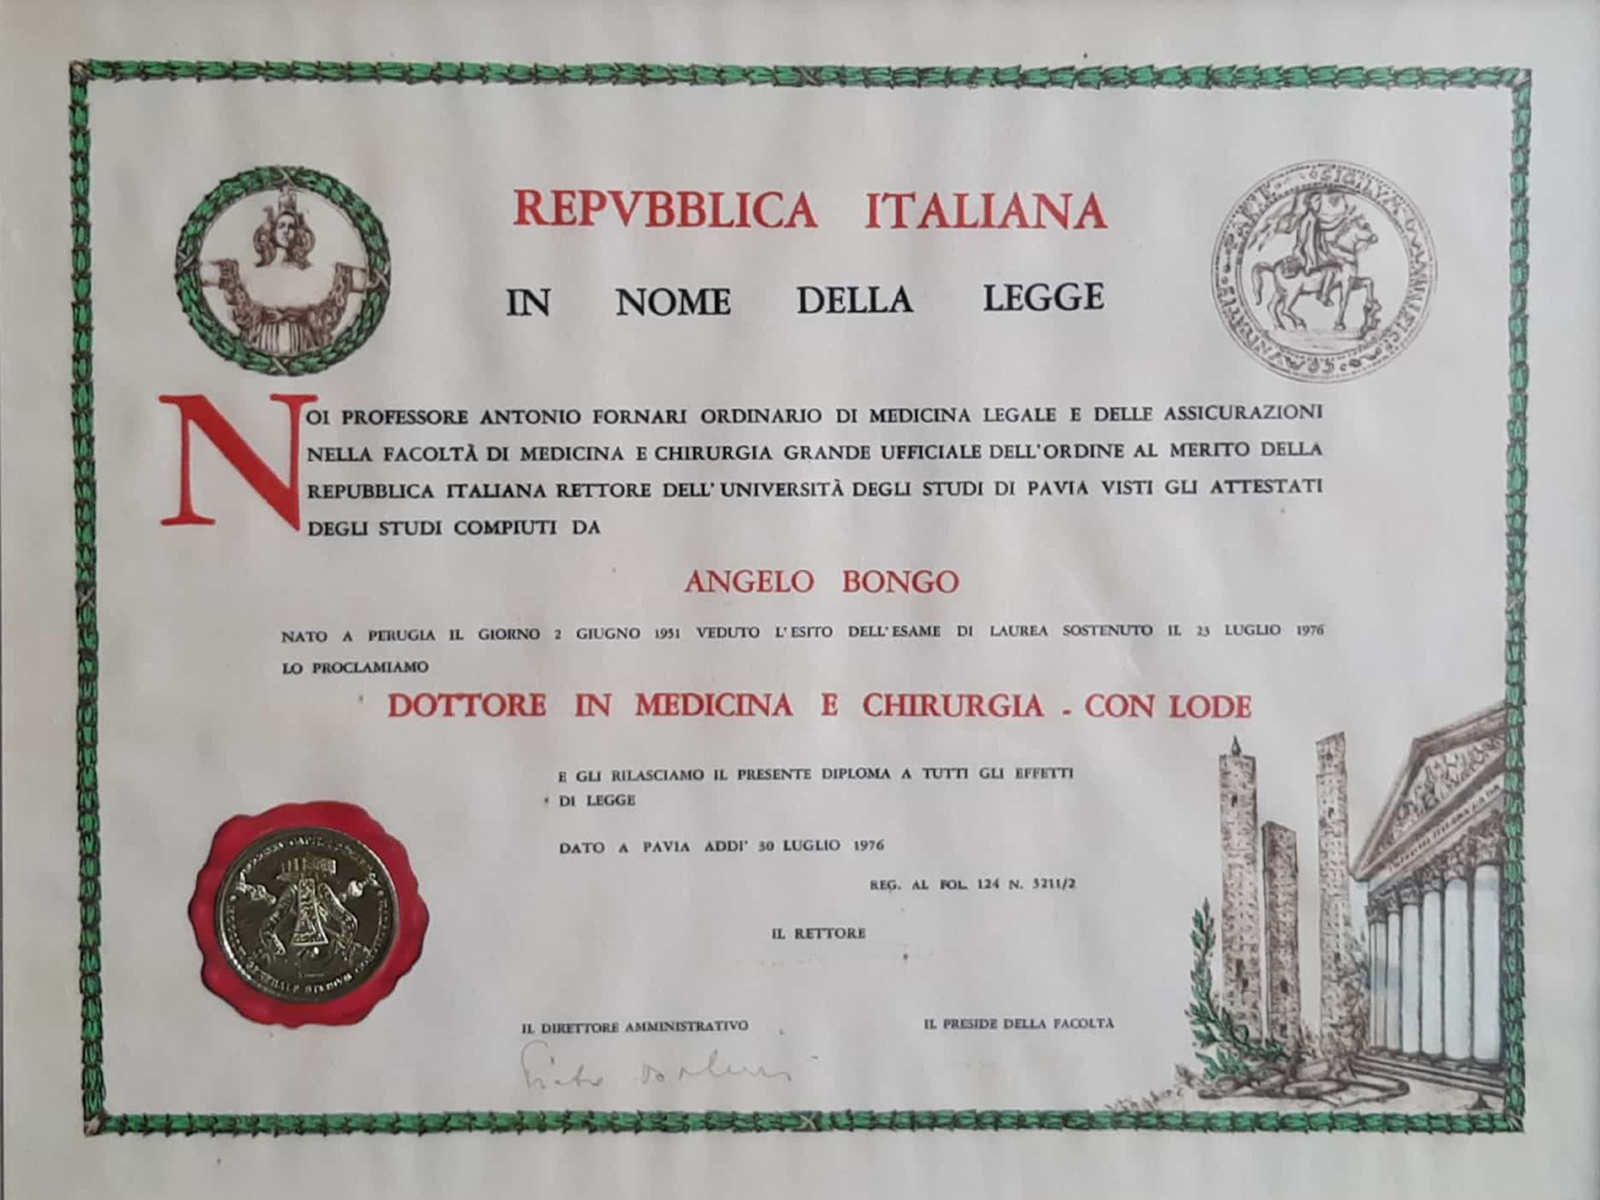 REPVBBLICA ITALIANA
IN NOME DELLA LEGGE
NOI PROFESSORE ANTONIO FORNARI ORDINARIO DI MEDICINA LEGALE E DELLE ASSICURAZIONI
NELLA FACOLTÀ DI MEDICINA E CHIRURGIA GRANDE UFFICIALE DELL'ORDINE AL MERITO DELLA
REPUBBLICA ITALIANA RETTORE DELL'UNIVERSITÀ DEGLI STUDI DI PAVIA VISTI GLI ATTESTATI
DEGLI STUDI COMPIUTI DA
ANGELO BONGO
NATO A PERUGIA IL GIORNO 2 GIUGNO 1951 VEDUTO L'ESITO DELL'ESAME DI LAUREA SOSTENUTO IL 23 LUGLIO 1976
LO PROCLAMIAMO
DOTTORE IN MEDICINA E CHIRURGIA - CON LODE
E GLI RILASCIAMO IL PRESENTE DIPLOMA A TUTTI GLI EFFETTI
DI LEGGE
DATO A PAVIA ADDI' 30 LUGLIO 1976
REG. AL FOL. 124 N. 3211/2
IL RETTORE
IL DIRETTORE AMMINISTRATIVO
IL PRESIDE DELLA FACOLTÀ